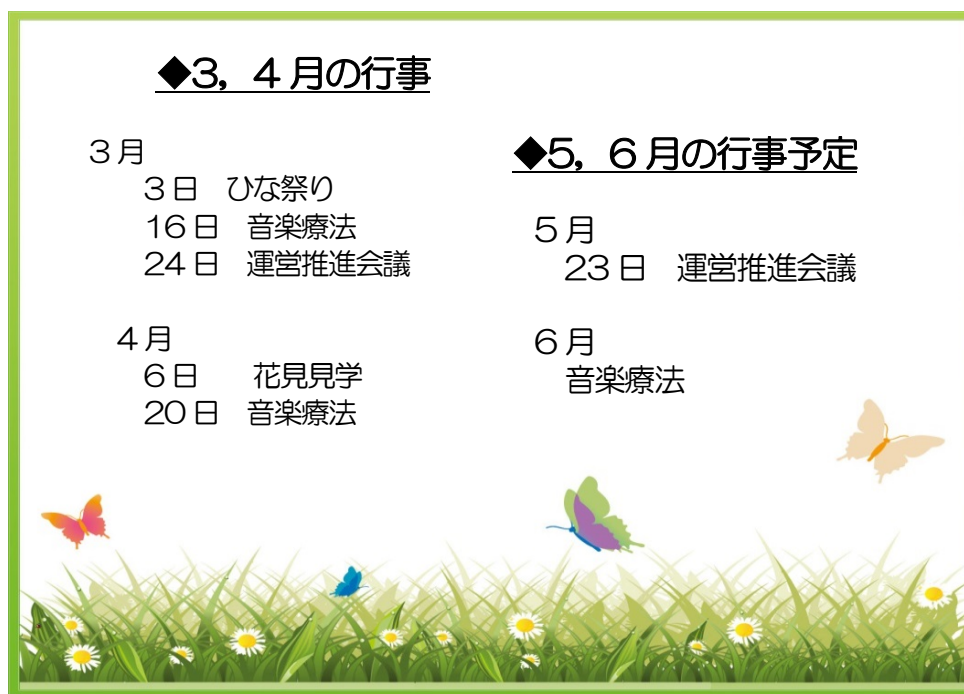 ◆3，４月の行事
３月
３日　ひな祭り
16日　音楽療法
24日　運営推進会議
４月
６日　　花見見学
20日　音楽療法
◆5，６月の行事予定
５月
23日　運営推進会議
６月
音楽療法